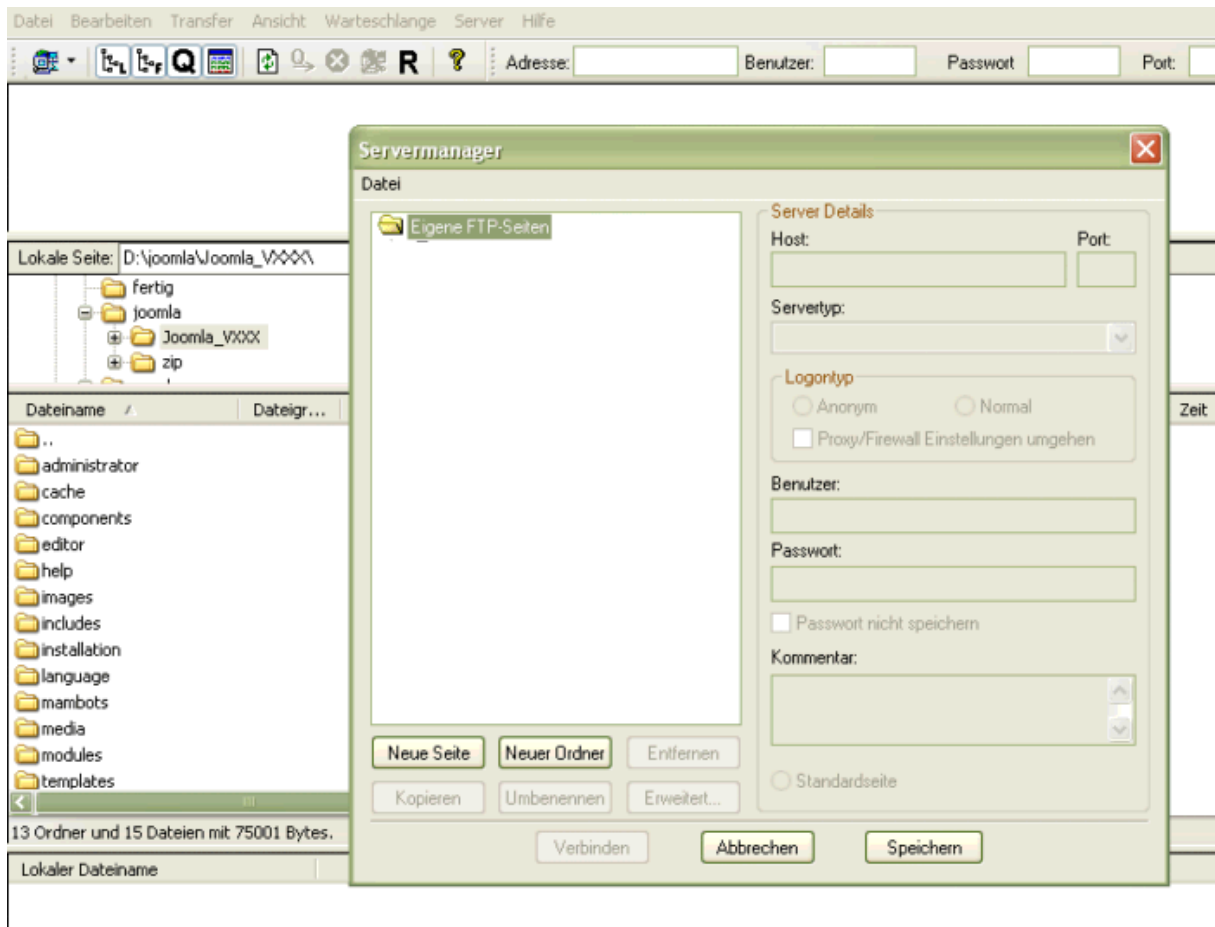 Datei Bearbeiten Transfer Ansicht Warteschlange Server Hilfe
L F Q R ? Adresse: Benutzer: Passwort Port:
Servermanager
Datei
Eigene FTP-Seiten
Server Details
Host: Port:
Servertyp:
Logontyp
Anonym Normal
Proxy/Firewall Einstellungen umgehen
Benutzer:
Passwort:
Passwort nicht speichern
Kommentar:
Standardseite
Neue Seite Neuer Ordner Entfernen
Kopieren Umbenennen Erweitert...
Verbinden Abbrechen Speichern
Lokale Seite: D:\joomla\Joomla_VXXX\
fertig
joomla
Joomla_VXXX
zip
Dateiname Dateigr... Zeit
..
administrator
cache
components
editor
help
images
includes
installation
language
mambots
media
modules
templates
13 Ordner und 15 Dateien mit 75001 Bytes.
Lokaler Dateiname